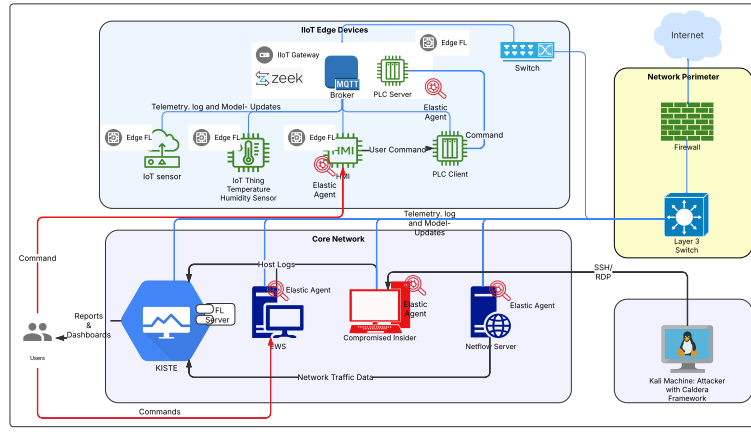 IIoT Edge Devices
Internet
Edge FL
IIoT Gateway
zeek
MQTT
Broker
PLC Server
Switch
Network Perimeter
Elastic
Agent
Telemetry. log and Model- Updates
Firewall
Edge FL
Edge FL
Edge FL
Command
HMI
User Command
IoT sensor
IoT Thing
Temperature
Humidity Sensor
HMI
Elastic
Agent
PLC Client
Telemetry. log
and Model-
Updates
Layer 3
Switch
Core Network
Command
Host Logs
SSH/
RDP
Elastic Agent
Elastic
Agent
Elastic Agent
FL
Server
Reports
&
Dashboards
Users
KISTE
EWS
Compromised Insider
Netflow Server
Network Traffic Data
Kali Machine: Attacker
with Caldera
Framework
Commands